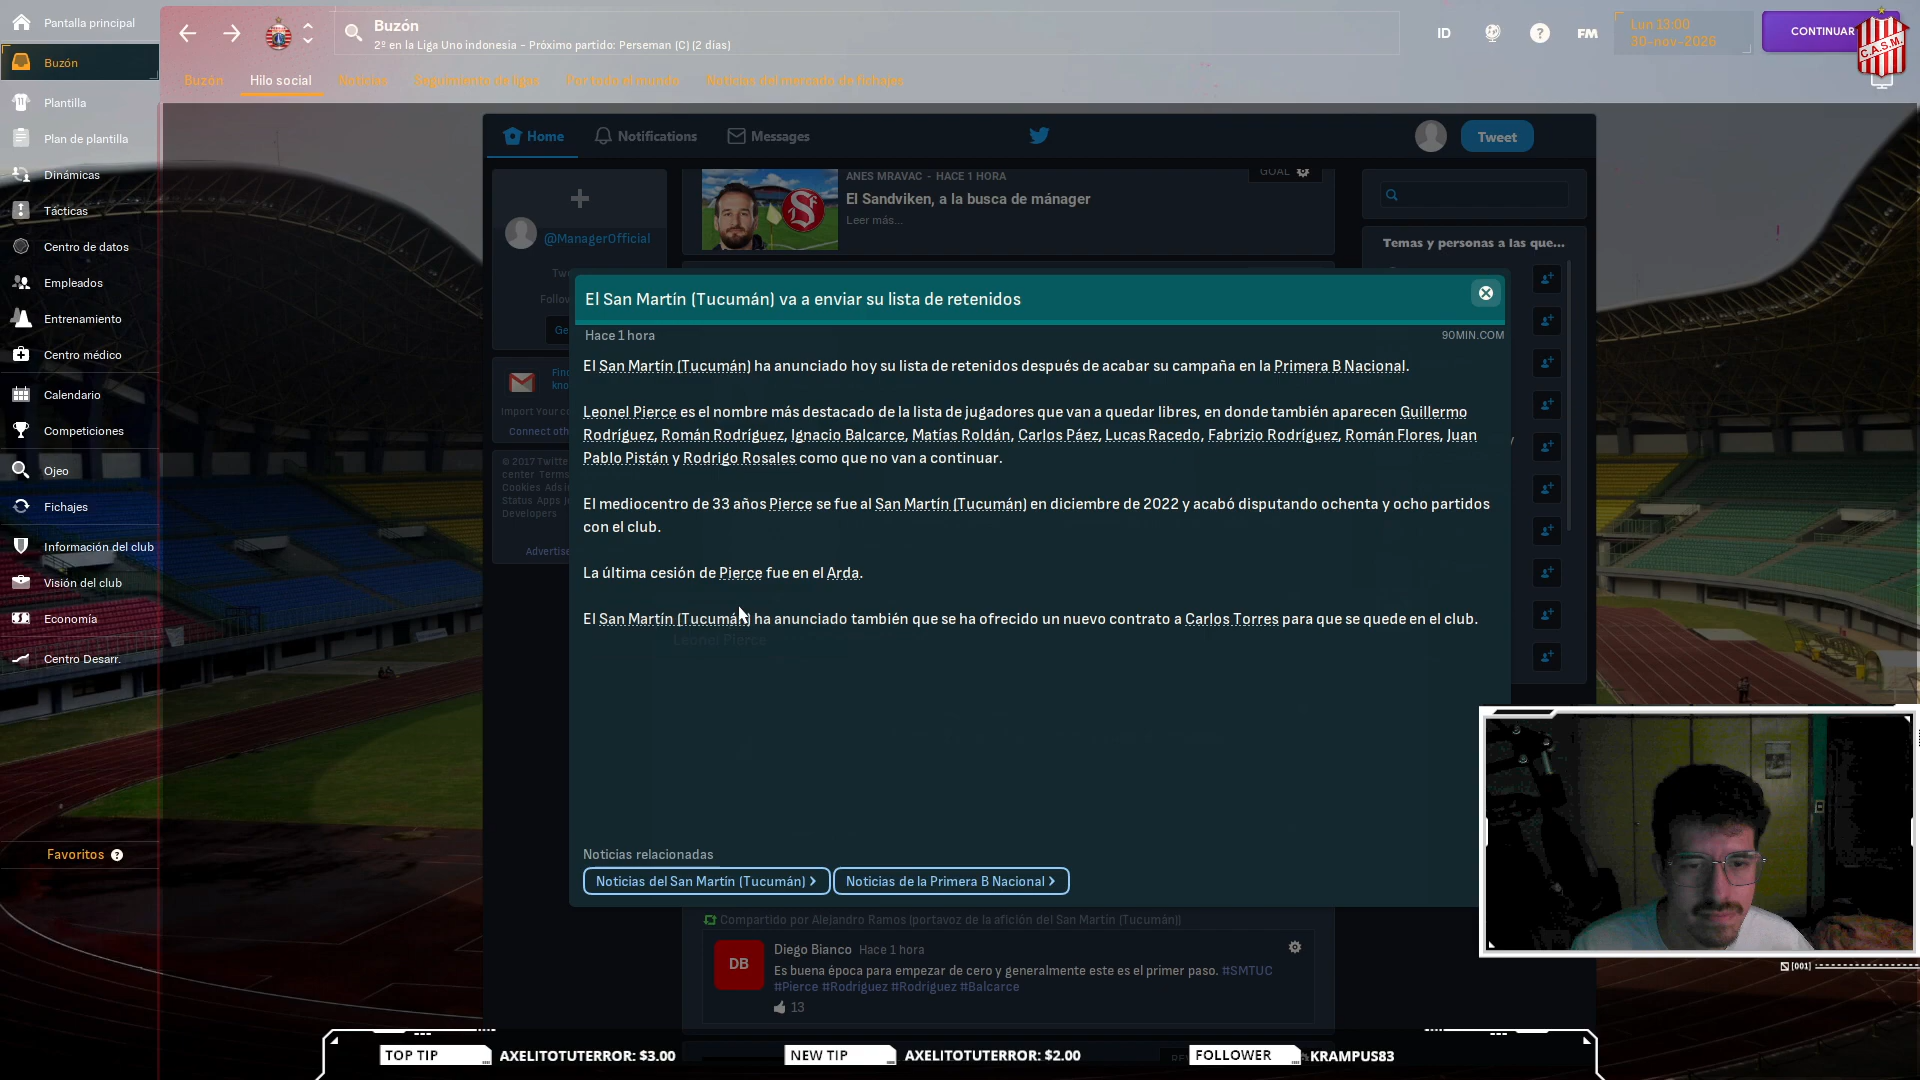 Pantalla principal
Buzón
Plantilla
Plan de plantilla
Dinámicas
Tácticas
Centro de datos
Empleados
Entrenamiento
Centro médico
Calendario
Competiciones
Ojeo
Fichajes
Información del club
Visión del club
Economía
Centro Desarr.
Favoritos
Buzón
2º en la Liga Uno indonesia - Próximo partido: Perseman (C) (2 días)
ID
FM
Lun 13:00
30-nov-2026
CONTINUAR
C.A.S.M.
Buzón Hilo social Noticias Seguimiento de ligas Por todo el mundo Noticias del mercado de fichajes
Home Notifications Messages
Tweet
@ManagerOfficial
ANES MRAVAC - HACE 1 HORA
GOAL
El Sandviken, a la busca de mánager
Leer más...
Temas y personas a las que...
El San Martín (Tucumán) va a enviar su lista de retenidos
Hace 1 hora
90MIN.COM
El San Martín (Tucumán) ha anunciado hoy su lista de retenidos después de acabar su campaña en la Primera B Nacional.
Leonel Pierce es el nombre más destacado de la lista de jugadores que van a quedar libres, en donde también aparecen Guillermo
Rodríguez, Román Rodríguez, Ignacio Balcarce, Matías Roldán, Carlos Páez, Lucas Racedo, Fabrizio Rodríguez, Román Flores, Juan
Pablo Pistán y Rodrigo Rosales como que no van a continuar.
El mediocentro de 33 años Pierce se fue al San Martín (Tucumán) en diciembre de 2022 y acabó disputando ochenta y ocho partidos
con el club.
La última cesión de Pierce fue en el Arda.
El San Martín (Tucumán) ha anunciado también que se ha ofrecido un nuevo contrato a Carlos Torres para que se quede en el club.
Leonel Pierce
Noticias relacionadas
Noticias del San Martín (Tucumán)
Noticias de la Primera B Nacional
Compartido por Alejandro Ramos (portavoz de la afición del San Martín (Tucumán))
DB
Diego Bianco Hace 1 hora
Es buena época para empezar de cero y generalmente este es el primer paso. #SMTUC
#Pierce #Rodríguez #Rodríguez #Balcarce
13
[001]
TOP TIP AXELITOTUTERROR: $3.00
NEW TIP AXELITOTUTERROR: $2.00
FOLLOWER KRAMPUS83